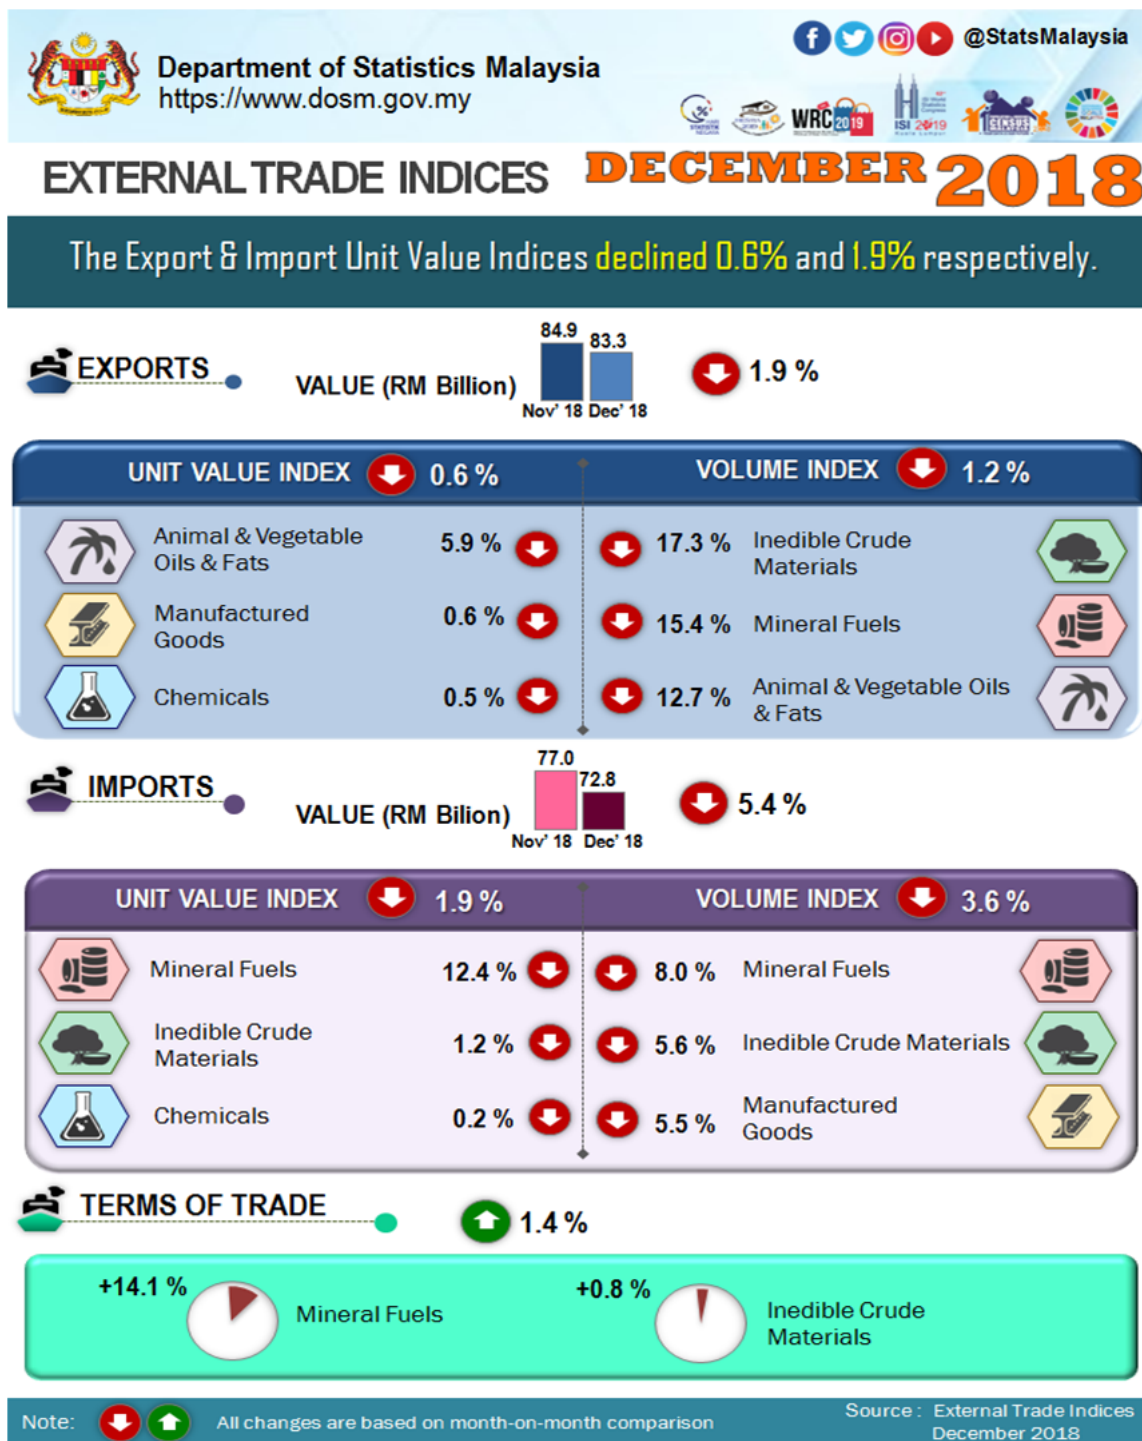 @StatsMalaysia
Department of Statistics Malaysia
https://www.dosm.gov.my
WRC 2019
ISI 2019
CENSUS
EXTERNAL TRADE INDICES DECEMBER 2018
The Export & Import Unit Value Indices declined 0.6% and 1.9% respectively.
EXPORTS
VALUE (RM Billion)
84.9
83.3
Nov' 18 Dec' 18
1.9 %
UNIT VALUE INDEX 0.6 %
VOLUME INDEX 1.2 %
Animal & Vegetable
Oils & Fats
5.9 %
17.3 %
Inedible Crude
Materials
Manufactured
Goods
0.6 %
15.4 %
Mineral Fuels
Chemicals
0.5 %
12.7 %
Animal & Vegetable Oils
& Fats
IMPORTS
VALUE (RM Bilion)
77.0
72.8
Nov' 18 Dec' 18
5.4 %
UNIT VALUE INDEX 1.9 %
VOLUME INDEX 3.6 %
Mineral Fuels
12.4 %
8.0 %
Mineral Fuels
Inedible Crude
Materials
1.2 %
5.6 %
Inedible Crude Materials
Chemicals
0.2 %
5.5 %
Manufactured
Goods
TERMS OF TRADE
1.4 %
+14.1 %
Mineral Fuels
+0.8 %
Inedible Crude
Materials
Note:
All changes are based on month-on-month comparison
Source : External Trade Indices
December 2018